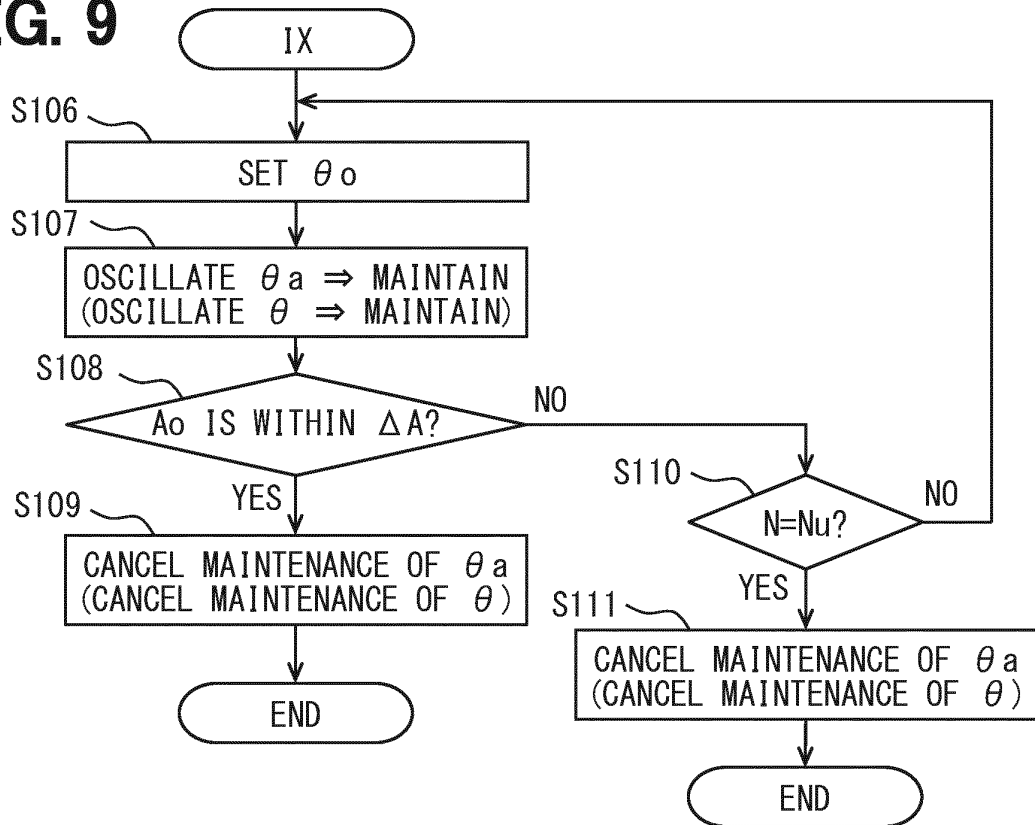 G. 9
IX
S106
SET θo
S107
OSCILLATE θa ⇒ MAINTAIN
(OSCILLATE θ ⇒ MAINTAIN)
S108
Ao IS WITHIN ΔA?
NO
YES
S109
CANCEL MAINTENANCE OF θa
(CANCEL MAINTENANCE OF θ)
END
S110
N=Nu?
NO
YES
S111
CANCEL MAINTENANCE OF θa
(CANCEL MAINTENANCE OF θ)
END